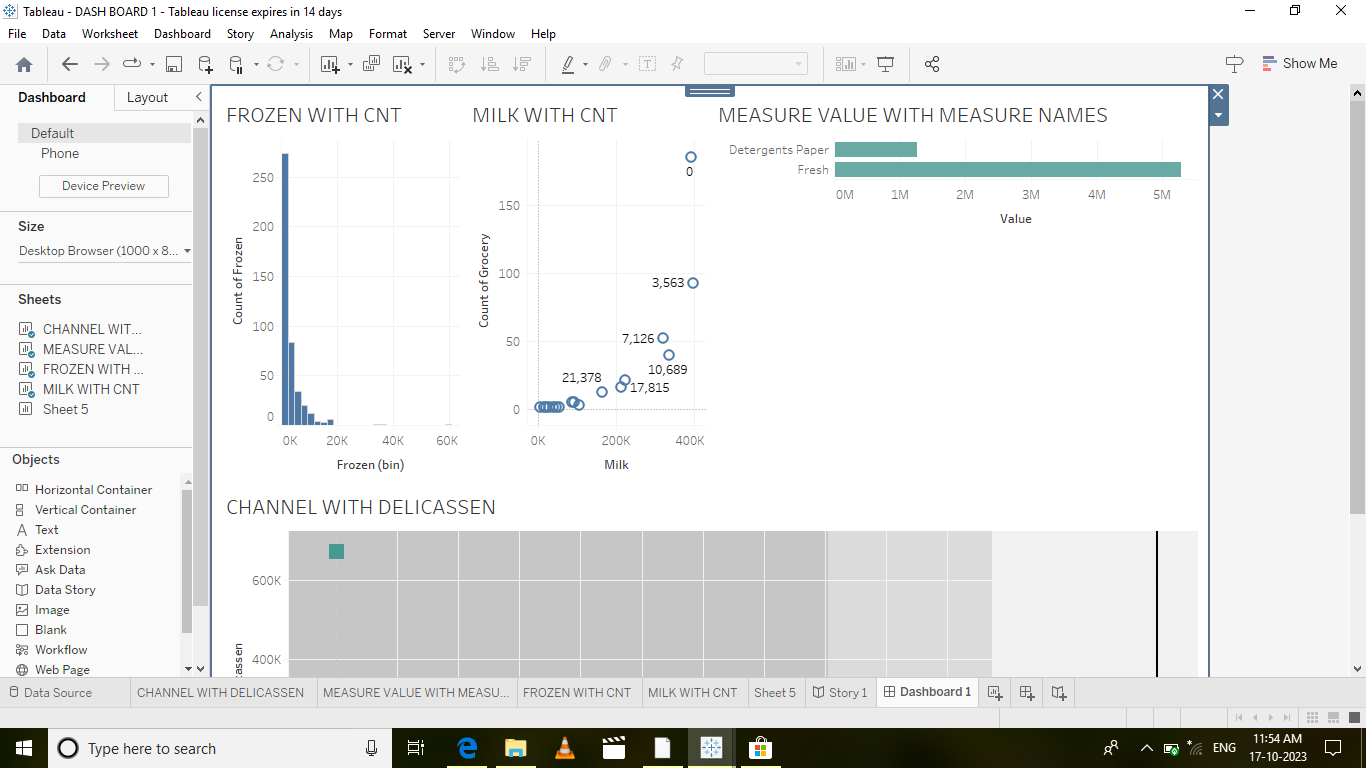 Tableau - DASH BOARD 1 - Tableau license expires in 14 days
File Data Worksheet Dashboard Story Analysis Map Format Server Window Help
Show Me
Dashboard Layout
Default
Phone
Device Preview
Size
Desktop Browser (1000 x 8...
Sheets
CHANNEL WIT...
MEASURE VAL...
FROZEN WITH ...
MILK WITH CNT
Sheet 5
Objects
Horizontal Container
Vertical Container
Text
Extension
Ask Data
Data Story
Image
Blank
Workflow
Web Page
FROZEN WITH CNT
Count of Frozen
250
200
150
100
50
0
0K 20K 40K 60K
Frozen (bin)
MILK WITH CNT
Count of Grocery
150
100
50
0
0
3,563
7,126
10,689
21,378
17,815
0K 200K 400K
Milk
MEASURE VALUE WITH MEASURE NAMES
Detergents Paper
Fresh
0M 1M 2M 3M 4M 5M
Value
CHANNEL WITH DELICASSEN
600K
400K
Data Source CHANNEL WITH DELICASSEN MEASURE VALUE WITH MEASU... FROZEN WITH CNT MILK WITH CNT Sheet 5 Story 1 Dashboard 1
Type here to search
ENG
11:54 AM
17-10-2023